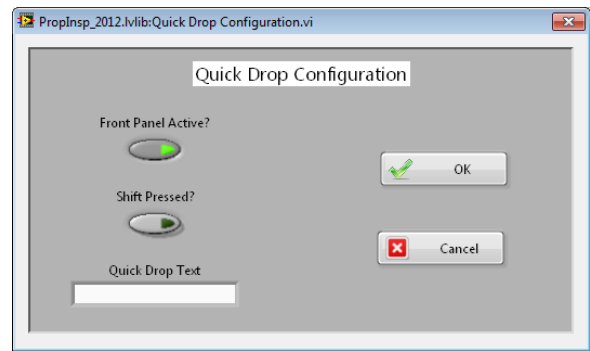 PropInsp_2012.lvlib:Quick Drop Configuration.vi
Quick Drop Configuration
Front Panel Active?
OK
Shift Pressed?
Cancel
Quick Drop Text